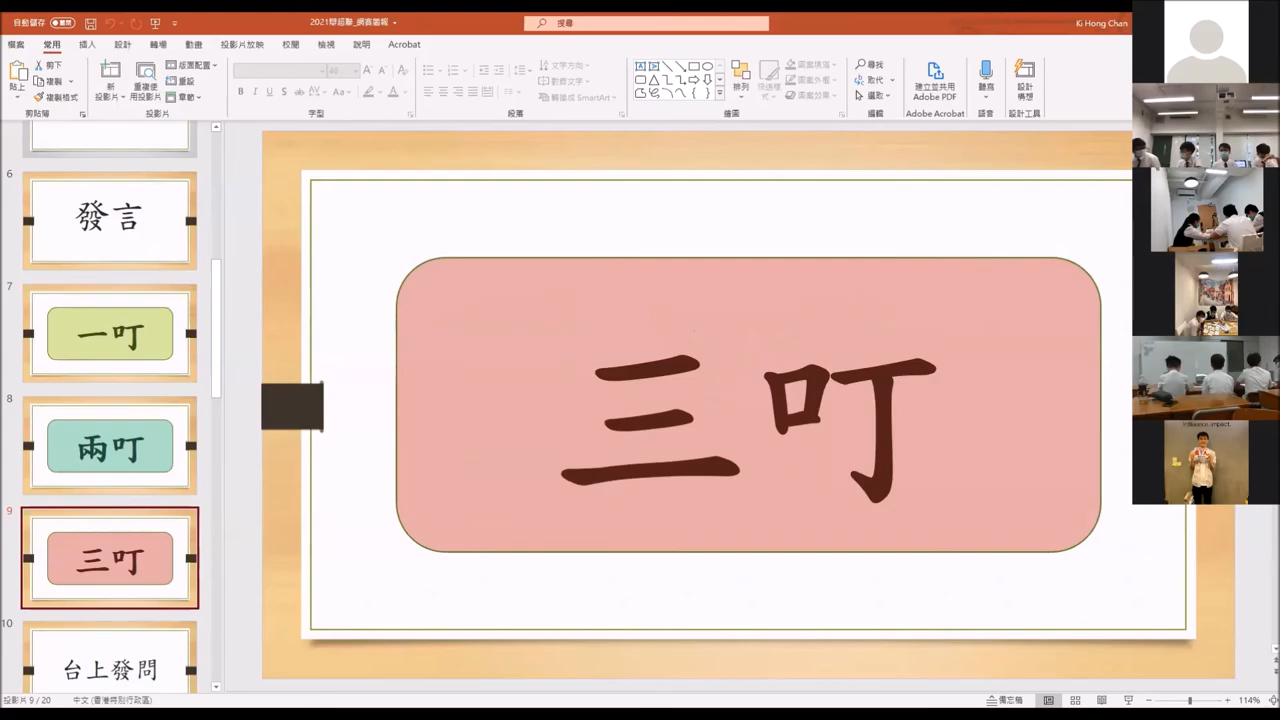 自動儲存
2021舉超聯_網賽匯報
搜尋
Ki Hong Chan
檔案 常用 插入 設計 轉場 動畫 投影片放映 校閱 檢視 說明 Acrobat
貼上
剪下
複製
複製格式
剪貼簿
新投影片
重複使用投影片
版面配置
重設
章節
投影片
字型
文字方向
對齊文字
轉換成 SmartArt
段落
排列
快速樣式
圖案填滿
圖案外框
圖案效果
繪圖
尋找
取代
選取
編輯
建立並共用 Adobe PDF
Adobe Acrobat
聽寫
語音
設計構想
設計工具
6
發言
7
一叮
8
兩叮
9
三叮
10
台上發問
三叮
influence. impact.
投影片 9 / 20
中文 (香港特別行政區)
備忘稿
114%